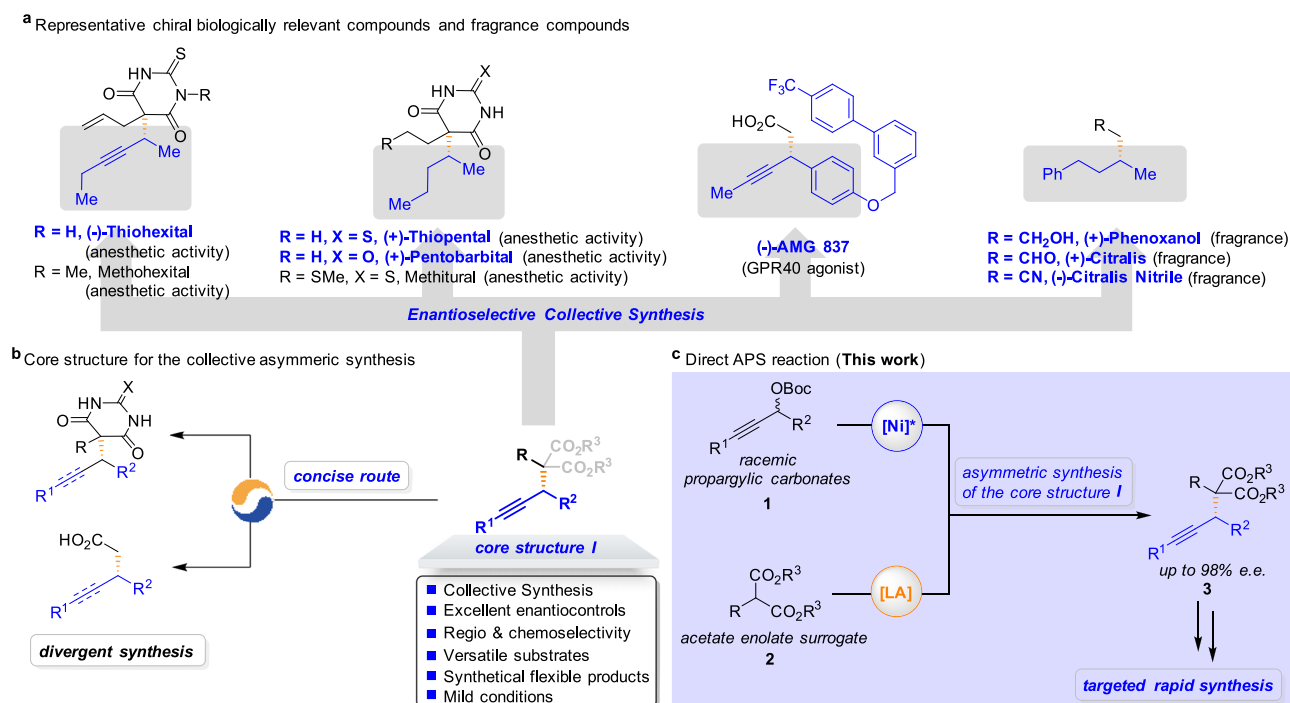 a Representative chiral biologically relevant compounds and fragrance compounds
S
HN
N
R
O
O
Me
Me
R = H, (-)-Thiohexital
(anesthetic activity)
R = Me, Methohexital
(anesthetic activity)
X
HN
NH
O
O
R
Me
Me
R = H, X = S, (+)-Thiopental (anesthetic activity)
R = H, X = O, (+)-Pentobarbital (anesthetic activity)
R = SMe, X = S, Methitural (anesthetic activity)
F3C
HO2C
Me
O
(-)-AMG 837
(GPR40 agonist)
R
Ph
Me
R = CH2OH, (+)-Phenoxanol (fragrance)
R = CHO, (+)-Citralis (fragrance)
R = CN, (-)-Citralis Nitrile (fragrance)
Enantioselective Collective Synthesis
b Core structure for the collective asymmeric synthesis
X
HN
NH
O
O
R
R2
R1
HO2C
R2
R1
divergent synthesis
concise route
CO2R3
R
CO2R3
R2
R1
core structure I
Collective Synthesis
Excellent enantiocontrols
Regio & chemoselectivity
Versatile substrates
Synthetical flexible products
Mild conditions
c Direct APS reaction (This work)
OBoc
R2
R1
racemic
propargylic carbonates
1
[Ni]*
CO2R3
R
CO2R3
acetate enolate surrogate
2
[LA]
asymmetric synthesis
of the core structure I
CO2R3
R
CO2R3
R2
R1
up to 98% e.e.
3
targeted rapid synthesis